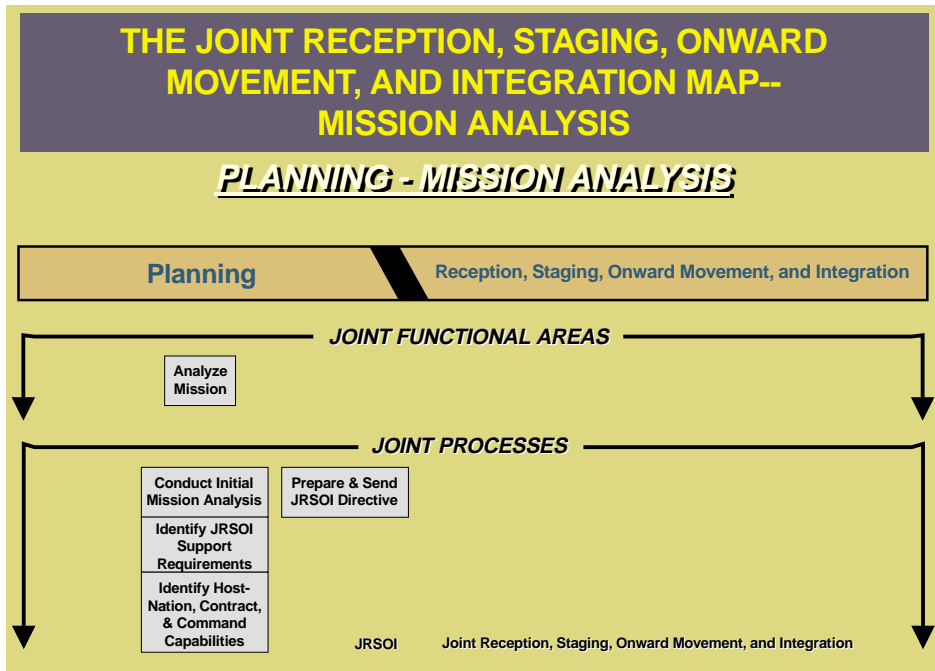 THE JOINT RECEPTION, STAGING, ONWARD
MOVEMENT, AND INTEGRATION MAP--
MISSION ANALYSIS
PLANNING - MISSION ANALYSIS
Planning
Reception, Staging, Onward Movement, and Integration
JOINT FUNCTIONAL AREAS
Analyze
Mission
JOINT PROCESSES
Conduct Initial
Mission Analysis
Prepare & Send
JRSOI Directive
Identify JRSOI
Support
Requirements
Identify Host-
Nation, Contract,
& Command
Capabilities
JRSOI Joint Reception, Staging, Onward Movement, and Integration